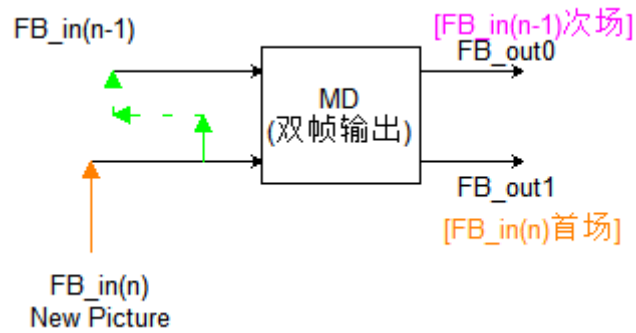 FB_in(n-1)
[FB_in(n-1)次场]
FB_out0
MD
(双帧输出)
FB_out1
[FB_in(n)首场]
FB_in(n)
New Picture